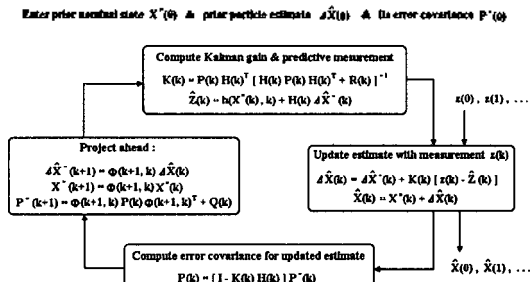 Enter prior nominal state X*(0) & prior particle estimate ΔX̂(0) & its error covariance P⁻(0)
Compute Kalman gain & predictive measurement
K(k) = P(k) H(k)ᵀ [ H(k) P(k) H(k)ᵀ + R(k) ]⁻¹
Ẑ(k) = h(X*(k), k) + H(k) ΔX̂⁻(k)
z(0) , z(1) , ...
Project ahead :
ΔX̂⁻(k+1) = Φ(k+1, k) ΔX̂(k)
X*(k+1) = Φ(k+1, k) X*(k)
P⁻(k+1) = Φ(k+1, k) P(k) Φ(k+1, k)ᵀ + Q(k)
Update estimate with measurement z(k)
ΔX̂(k) = ΔX̂⁻(k) + K(k) [ z(k) - Ẑ(k) ]
X̂(k) = X*(k) + ΔX̂(k)
Compute error covariance for updated estimate
P(k) = [ I - K(k) H(k) ] P⁻(k)
X̂(0) , X̂(1) , ...